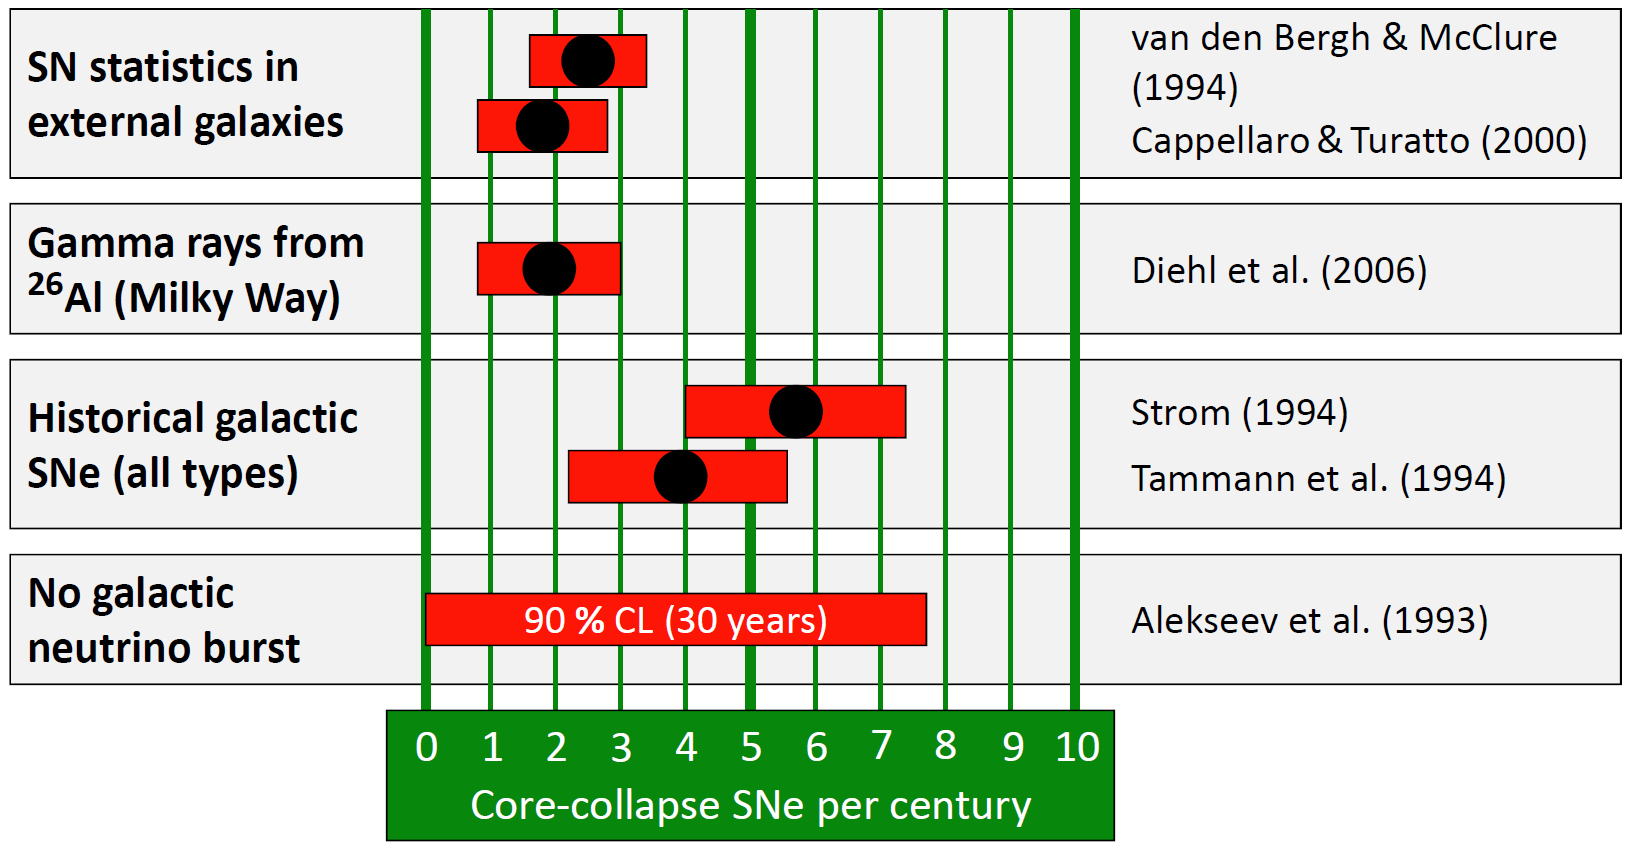 SN statistics in
external galaxies
van den Bergh & McClure
(1994)
Cappellaro & Turatto (2000)
Gamma rays from
²⁶Al (Milky Way)
Diehl et al. (2006)
Historical galactic
SNe (all types)
Strom (1994)
Tammann et al. (1994)
No galactic
neutrino burst
90 % CL (30 years)
Alekseev et al. (1993)
0 1 2 3 4 5 6 7 8 9 10
Core-collapse SNe per century